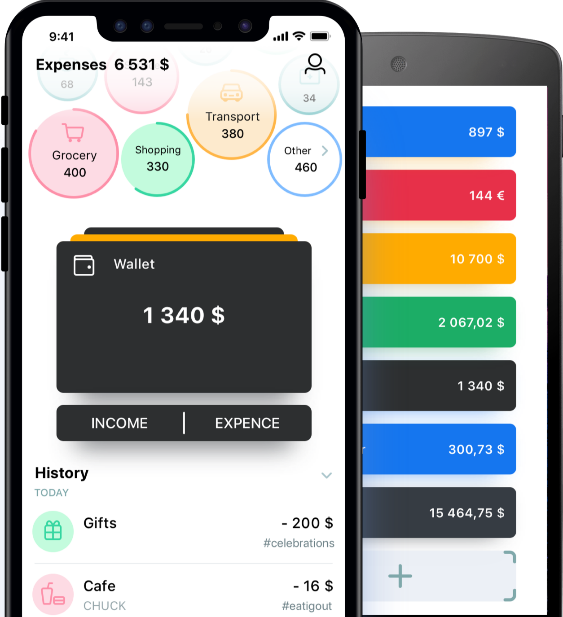 9:41
Expenses 6 531 $
68
143
34
Transport
380
Grocery
400
Shopping
330
Other
460
Wallet
1 340 $
INCOME
EXPENCE
History
TODAY
Gifts
- 200 $
#celebrations
Cafe
- 16 $
CHUCK
#eatigout
897 $
144 €
10 700 $
2 067,02 $
1 340 $
300,73 $
15 464,75 $